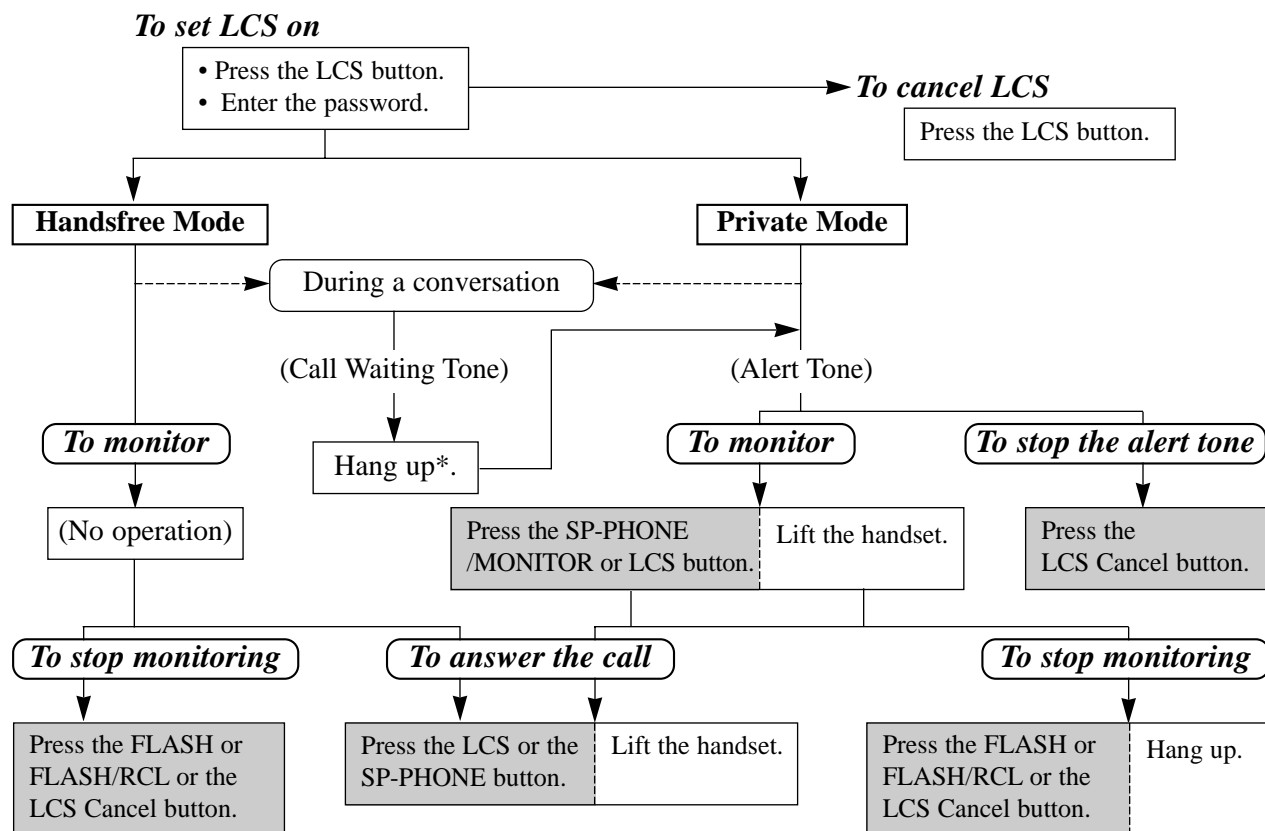 To set LCS on
• Press the LCS button.
• Enter the password.
To cancel LCS
Press the LCS button.
Handsfree Mode
Private Mode
During a conversation
(Call Waiting Tone)
(Alert Tone)
To monitor
Hang up*.
To monitor
To stop the alert tone
(No operation)
Press the SP-PHONE
/MONITOR or LCS button.
Lift the handset.
Press the
LCS Cancel button.
To stop monitoring
To answer the call
To stop monitoring
Press the FLASH or
FLASH/RCL or the
LCS Cancel button.
Press the LCS or the
SP-PHONE button.
Lift the handset.
Press the FLASH or
FLASH/RCL or the
LCS Cancel button.
Hang up.